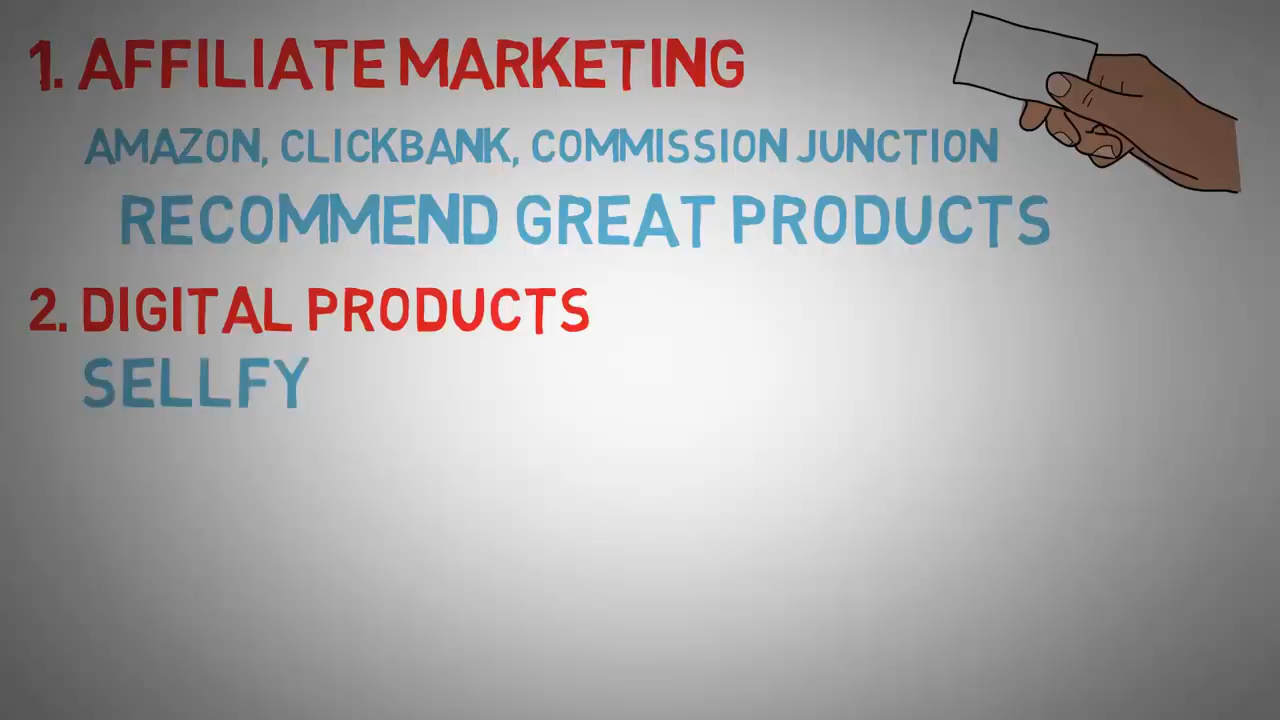 1. AFFILIATE MARKETING
AMAZON, CLICKBANK, COMMISSION JUNCTION
RECOMMEND GREAT PRODUCTS
2. DIGITAL PRODUCTS
SELLFY